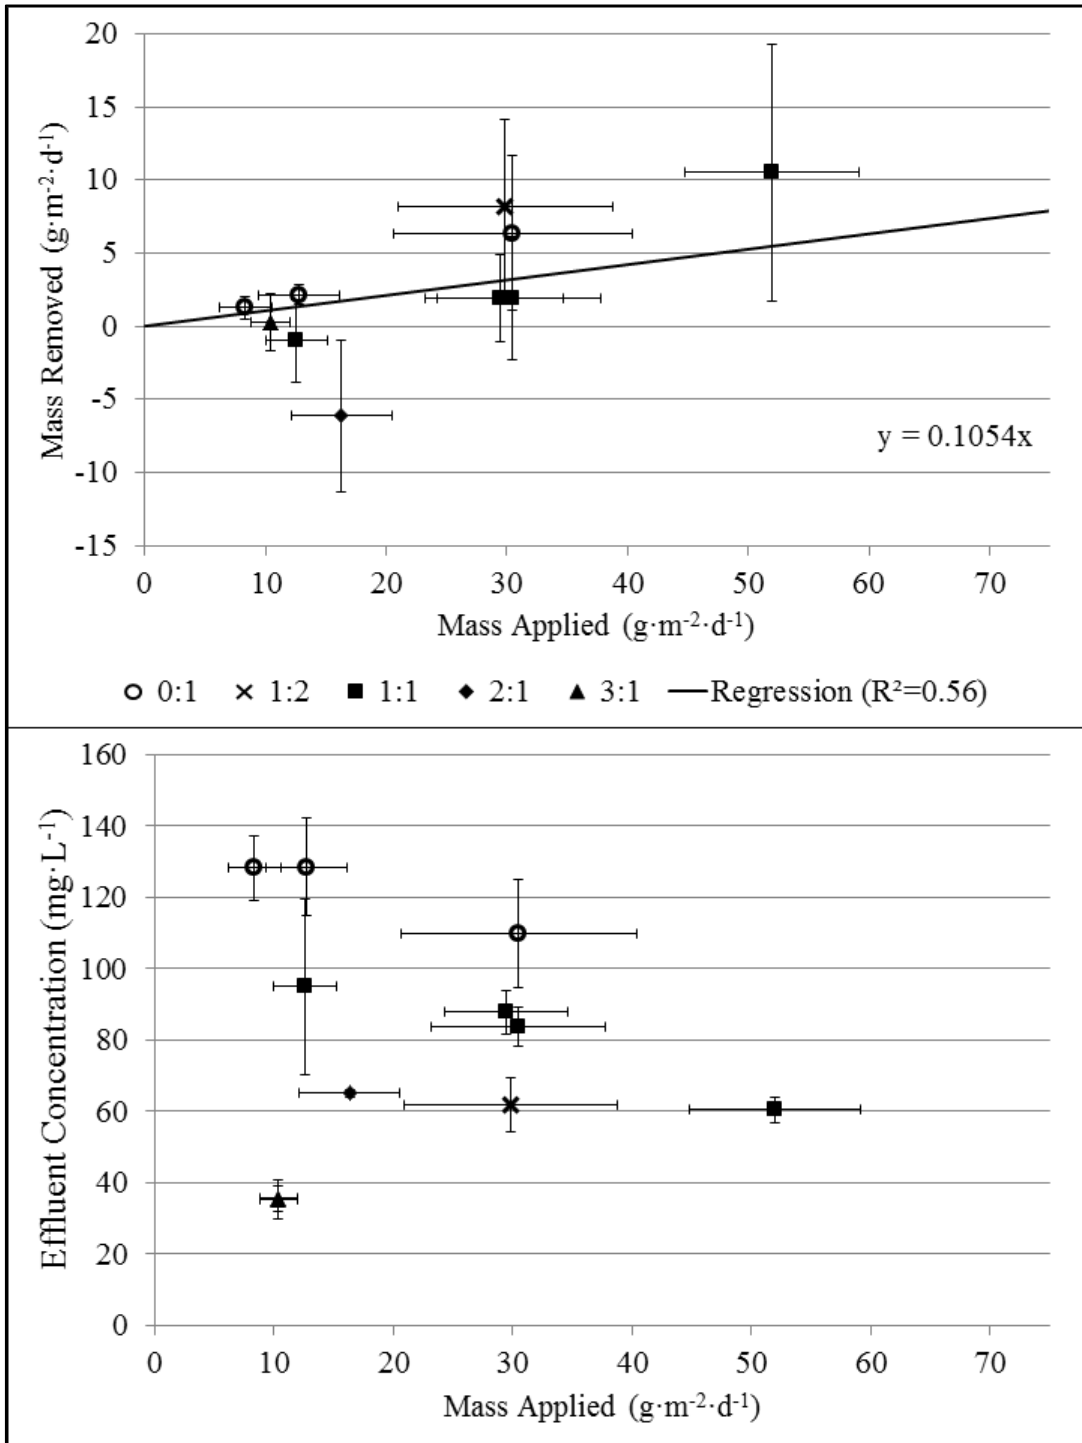 20
15
10
5
0
-5
-10
-15
Mass Removed (g·m⁻²·d⁻¹)
y = 0.1054x
0 10 20 30 40 50 60 70
Mass Applied (g·m⁻²·d⁻¹)
0:1 1:2 1:1 2:1 3:1 Regression (R²=0.56)
160
140
120
100
80
60
40
20
0
Effluent Concentration (mg·L⁻¹)
0 10 20 30 40 50 60 70
Mass Applied (g·m⁻²·d⁻¹)